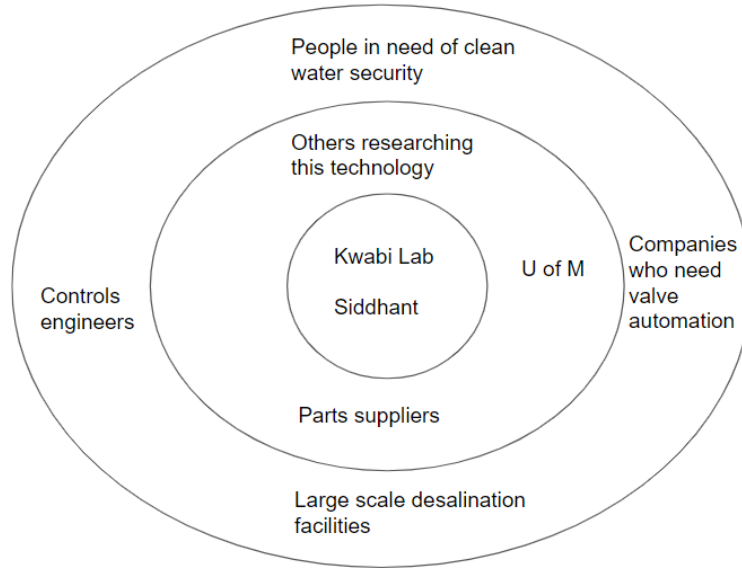 People in need of clean
water security
Others researching
this technology
Kwabi Lab
Siddhant
U of M
Companies
who need
valve
automation
Controls
engineers
Parts suppliers
Large scale desalination
facilities